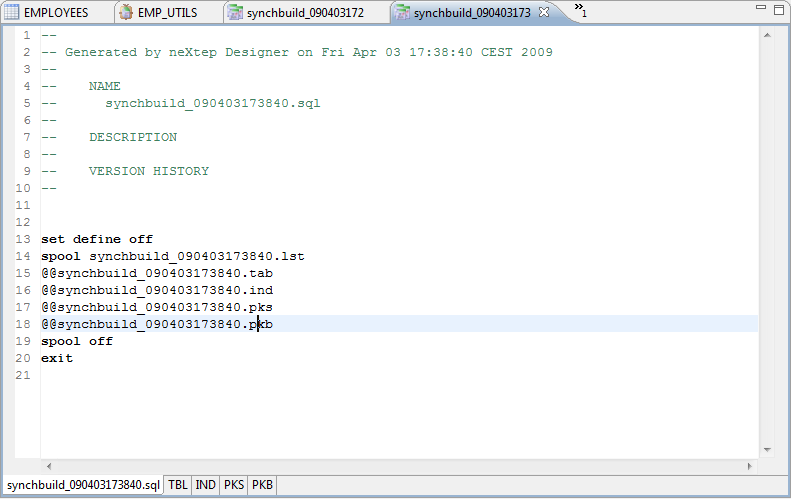 EMPLOYEES EMP_UTILS synchbuild_090403172 synchbuild_090403173 »1
1 --
2 -- Generated by neXtep Designer on Fri Apr 03 17:38:40 CEST 2009
3 --
4 --    NAME
5 --      synchbuild_090403173840.sql
6 --
7 --    DESCRIPTION
8 --
9 --    VERSION HISTORY
10 --
11
12
13 set define off
14 spool synchbuild_090403173840.lst
15 @@synchbuild_090403173840.tab
16 @@synchbuild_090403173840.ind
17 @@synchbuild_090403173840.pks
18 @@synchbuild_090403173840.pkb
19 spool off
20 exit
21
synchbuild_090403173840.sql TBL IND PKS PKB